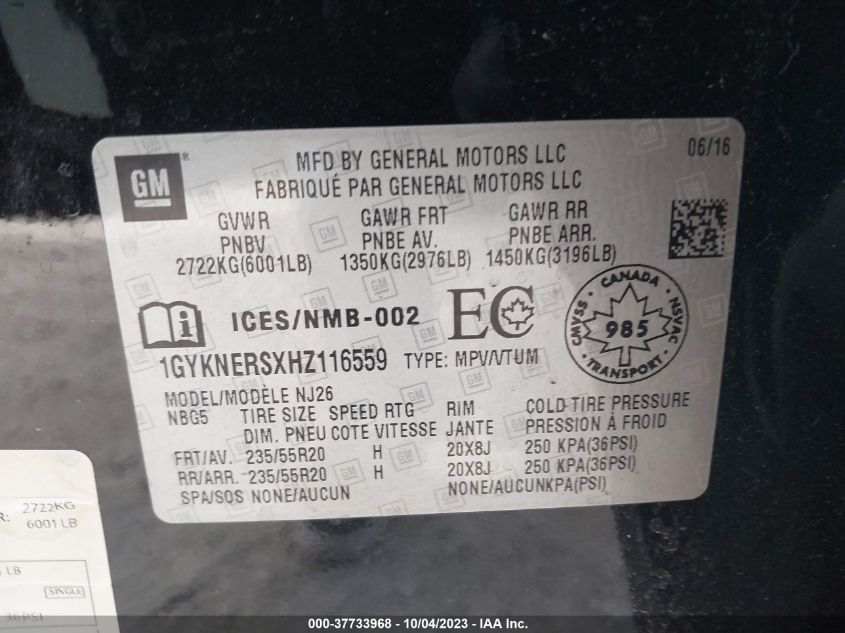 GM
MFD BY GENERAL MOTORS LLC
FABRIQUÉ PAR GENERAL MOTORS LLC
06/16
GVWR GAWR FRT GAWR RR
PNBV PNBE AV. PNBE ARR.
2722KG(6001LB) 1350KG(2976LB) 1450KG(3196LB)
i ICES/NMB-002 EC
CANADA
CMVSS 985 NSVAC
TRANSPORT
1GYKNERSXHZ116559 TYPE: MPV/VTUM
MODEL/MODÈLE NJ26
NBG5 TIRE SIZE SPEED RTG RIM COLD TIRE PRESSURE
DIM. PNEU COTE VITESSE JANTE PRESSION À FROID
FRT/AV. 235/55R20 H 20X8J 250 KPA(36PSI)
RR/ARR. 235/55R20 H 20X8J 250 KPA(36PSI)
SPA/SOS NONE/AUCUN NONE/AUCUNKPA(PSI)
R: 2722KG
6001 LB
LB
SINGLE
36PSI
000-37733968 - 10/04/2023 - IAA Inc.